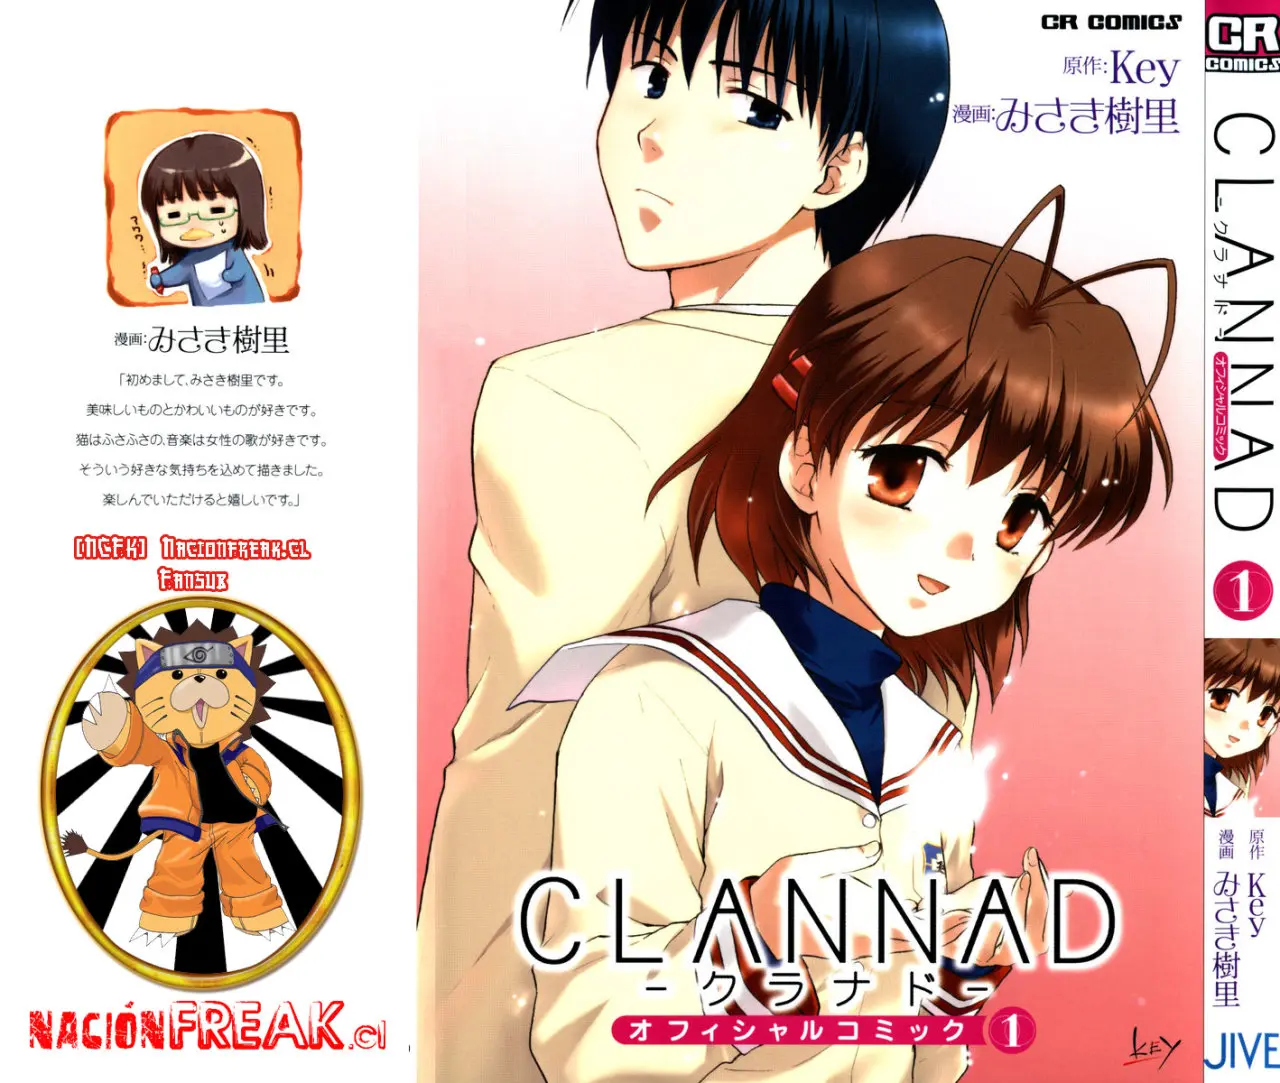 アワワ…
漫画:みさき樹里
「初めまして、みさき樹里です。
美味しいものとかわいいものが好きです。
猫はふさふさの、音楽は女性の歌が好きです。
そういう好きな気持ちを込めて描きました。
楽しんでいただけると嬉しいです。」
[NCFK] Nacionfreak.cl
Fansub
NACIÓNFREAK.cl
CR COMICS
原作:Key
漫画:みさき樹里
CLANNAD
-クラナド-
オフィシャルコミック 1
KEY
CR
COMICS
CLANNAD
-クラナド-
オフィシャルコミック
1
原作 Key
漫画 みさき樹里
JIVE